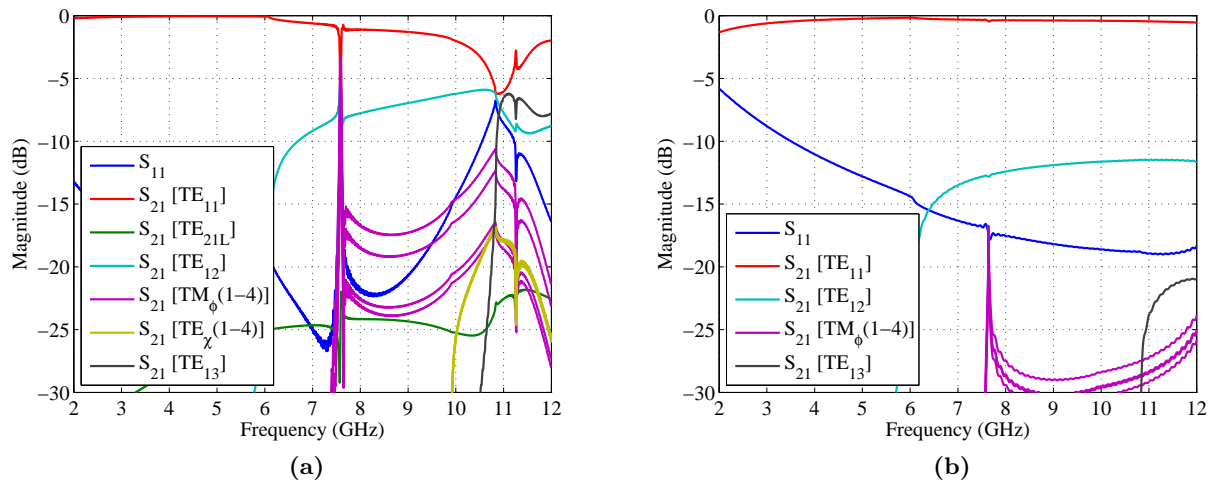 0
−5
−10
−15
−20
−25
−30
Magnitude (dB)
S11
S21 [TE11]
S21 [TE21L]
S21 [TE12]
S21 [TMϕ(1−4)]
S21 [TEχ(1−4)]
S21 [TE13]
2 3 4 5 6 7 8 9 10 11 12
Frequency (GHz)
(a)
0
−5
−10
−15
−20
−25
−30
Magnitude (dB)
S11
S21 [TE11]
S21 [TE12]
S21 [TMϕ(1−4)]
S21 [TE13]
2 3 4 5 6 7 8 9 10 11 12
Frequency (GHz)
(b)